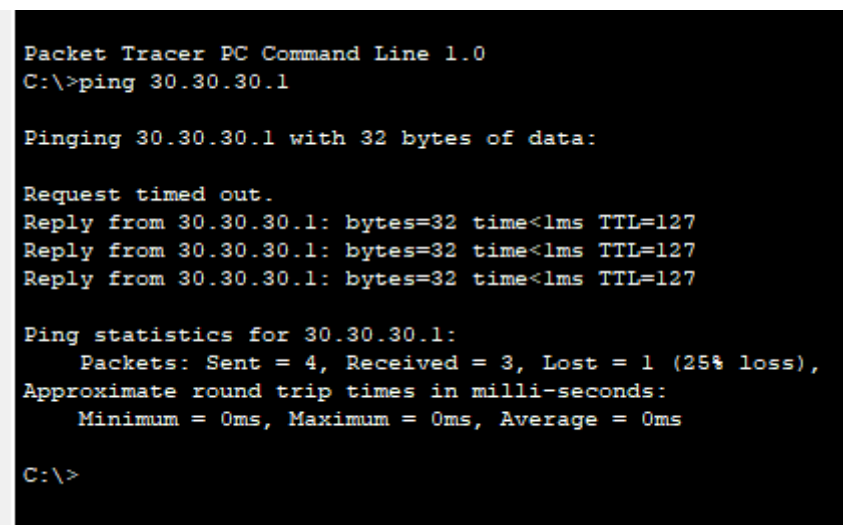 Packet Tracer PC Command Line 1.0
C:\>ping 30.30.30.1
Pinging 30.30.30.1 with 32 bytes of data:
Request timed out.
Reply from 30.30.30.1: bytes=32 time<1ms TTL=127
Reply from 30.30.30.1: bytes=32 time<1ms TTL=127
Reply from 30.30.30.1: bytes=32 time<1ms TTL=127
Ping statistics for 30.30.30.1:
Packets: Sent = 4, Received = 3, Lost = 1 (25% loss),
Approximate round trip times in milli-seconds:
Minimum = 0ms, Maximum = 0ms, Average = 0ms
C:\>